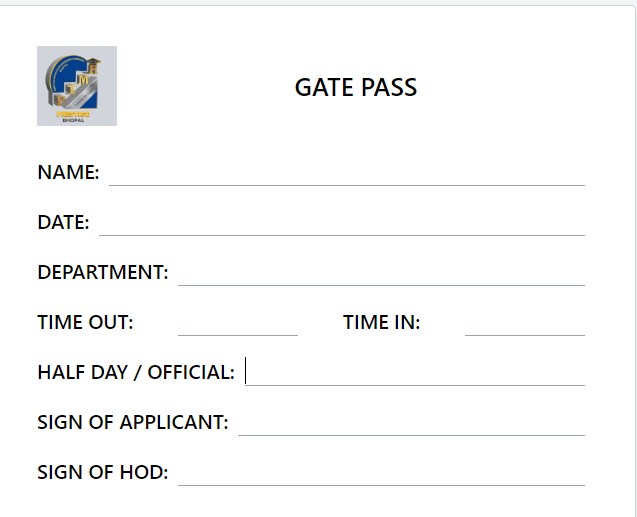 GATE PASS
BHOPAL
NAME:
DATE:
DEPARTMENT:
TIME OUT: TIME IN:
HALF DAY / OFFICIAL:
SIGN OF APPLICANT:
SIGN OF HOD: